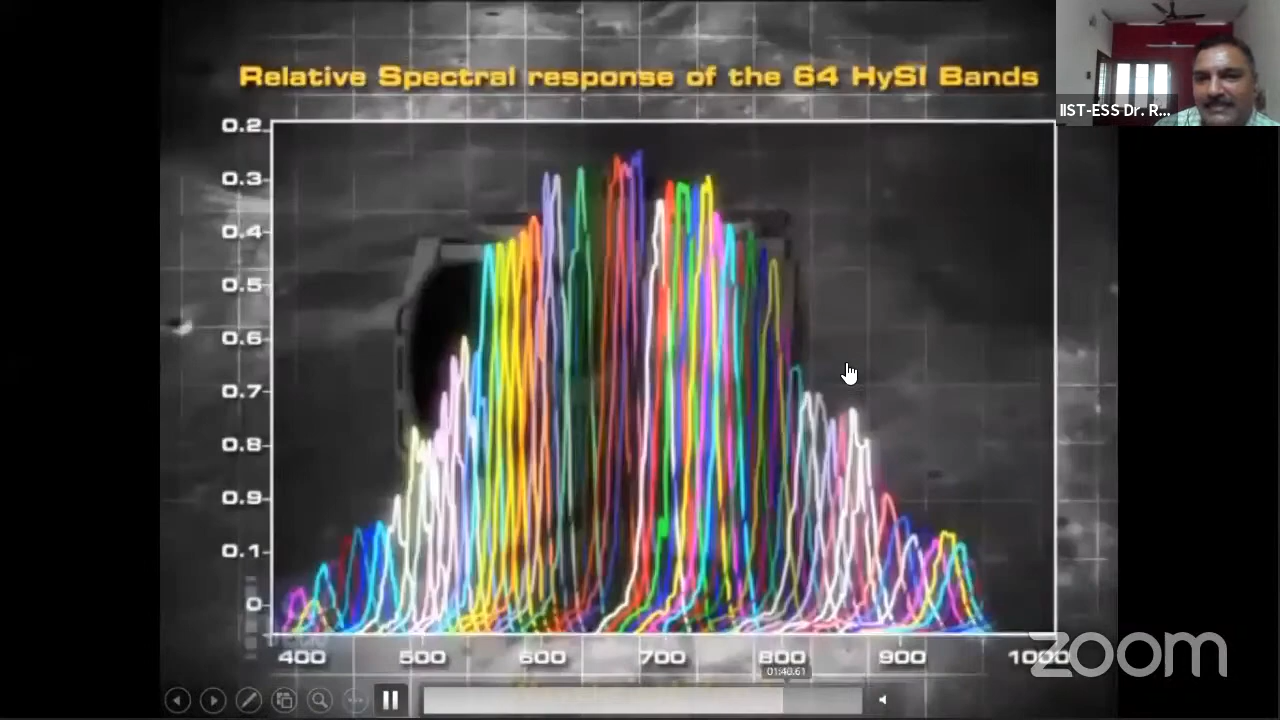 Relative Spectral response of the 64 HySI Bands
IIST-ESS Dr. R...
0.2
0.3
0.4
0.5
0.6
0.7
0.8
0.9
0.1
0
400 500 600 700 800 900 1000
01:40.61
zoom